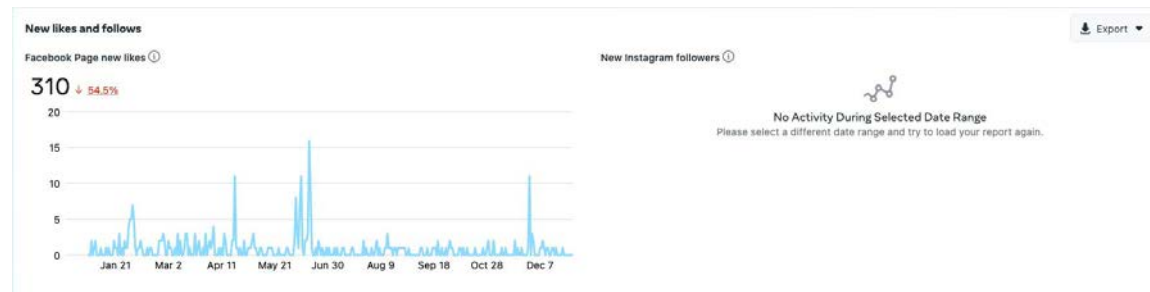 New likes and follows
Export
Facebook Page new likes
310 ↓ 54.5%
20
15
10
5
0
Jan 21 Mar 2 Apr 11 May 21 Jun 30 Aug 9 Sep 18 Oct 28 Dec 7
New Instagram followers
No Activity During Selected Date Range
Please select a different date range and try to load your report again.